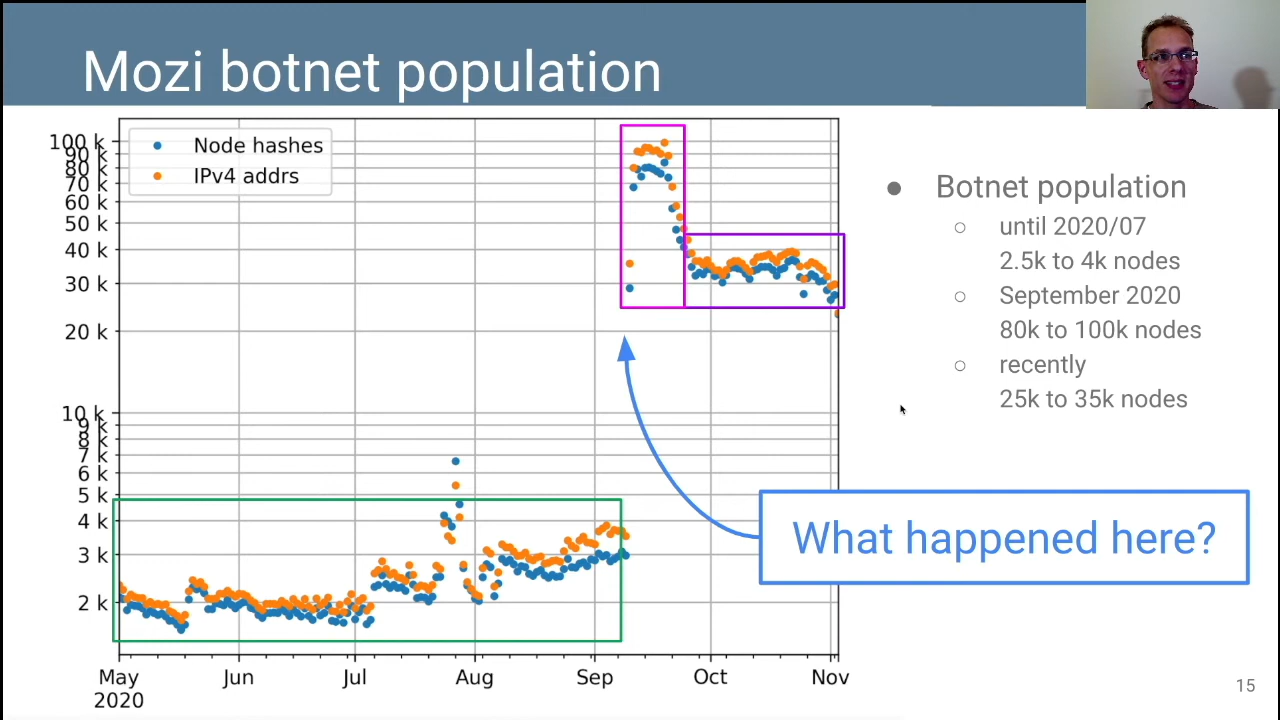 Mozi botnet population
100 k
90 k
80 k
70 k
60 k
50 k
40 k
30 k
20 k
10 k
9 k
8 k
7 k
6 k
5 k
4 k
3 k
2 k
Node hashes
IPv4 addrs
May
2020
Jun
Jul
Aug
Sep
Oct
Nov
● Botnet population
○ until 2020/07
2.5k to 4k nodes
○ September 2020
80k to 100k nodes
○ recently
25k to 35k nodes
What happened here?
15